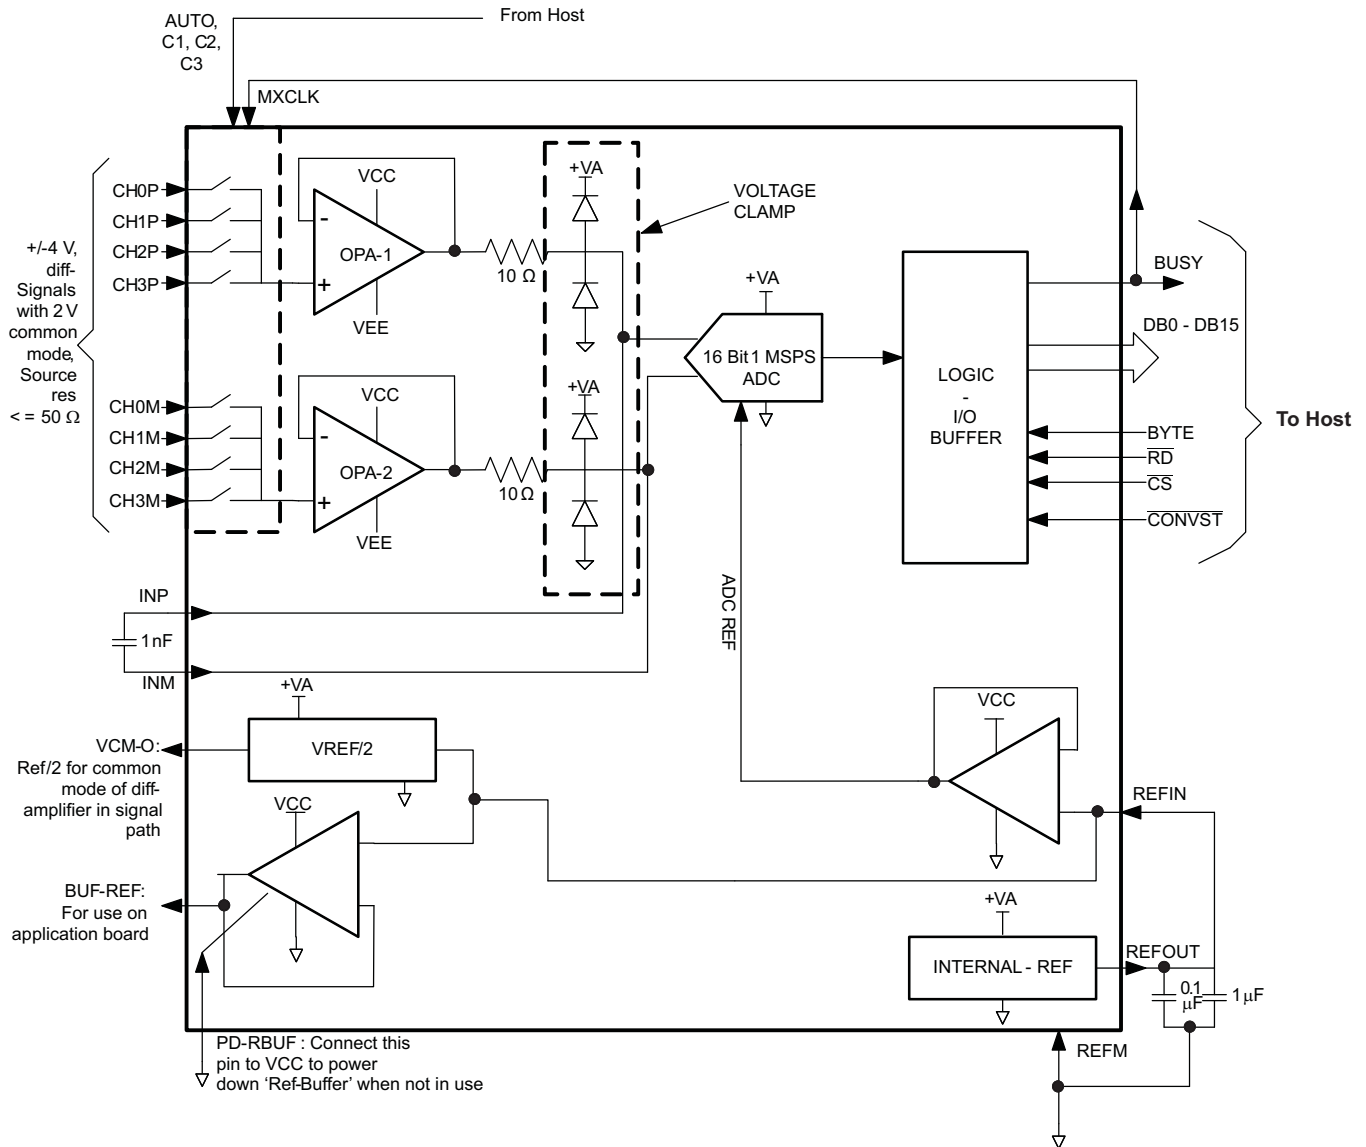 From Host
AUTO,
C1, C2,
C3
MXCLK
CH0P
CH1P
CH2P
CH3P
+/-4 V,
diff-
Signals
with 2 V
common
mode,
Source
res
< = 50 Ω
CH0M
CH1M
CH2M
CH3M
VCC
-
OPA-1
+
VEE
10 Ω
+VA
VOLTAGE
CLAMP
VCC
-
OPA-2
+
VEE
10 Ω
+VA
+VA
16 Bit 1 MSPS
ADC
LOGIC
-
I/O
BUFFER
BUSY
DB0 - DB15
BYTE
RD
CS
CONVST
To Host
INP
1 nF
INM
ADC REF
+VA
VREF/2
VCM-O:
Ref/2 for common
mode of diff-
amplifier in signal
path
VCC
BUF-REF:
For use on
application board
VCC
REFIN
+VA
INTERNAL - REF
REFOUT
0.1
μF
1 μF
REFM
PD-RBUF : Connect this
pin to VCC to power
down ‘Ref-Buffer’ when not in use